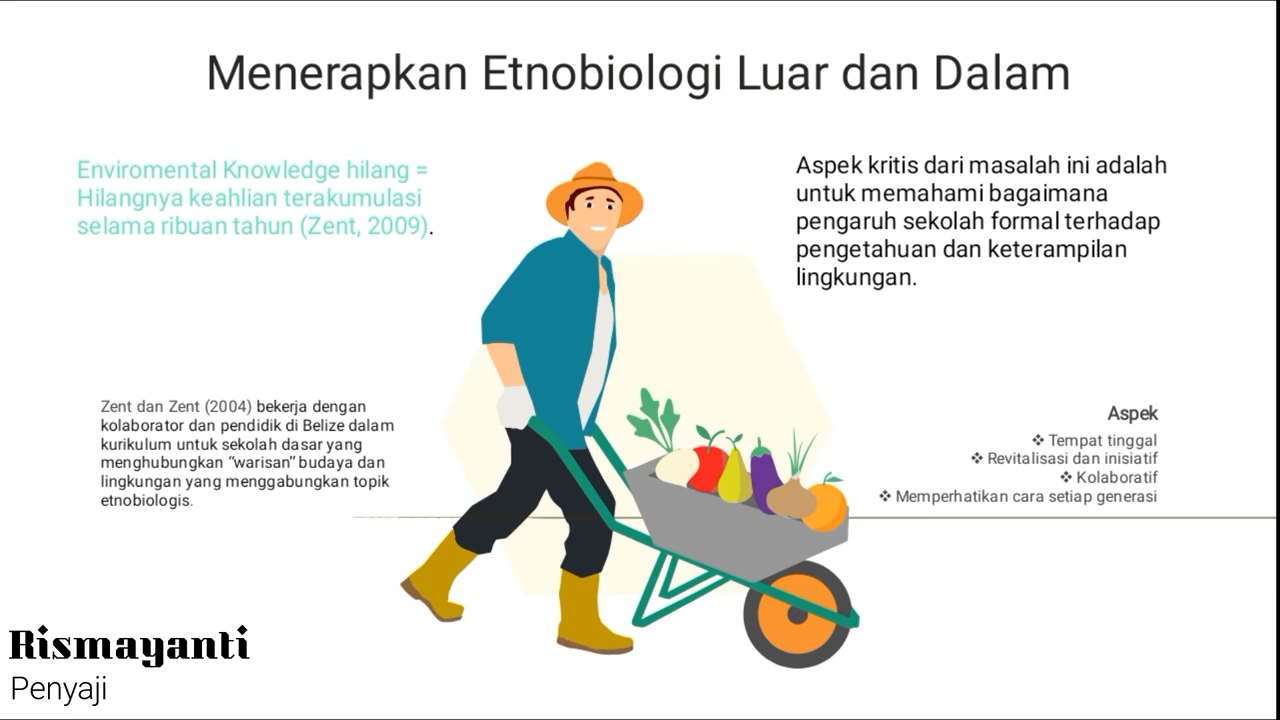 Menerapkan Etnobiologi Luar dan Dalam
Enviromental Knowledge hilang =
Hilangnya keahlian terakumulasi
selama ribuan tahun (Zent, 2009).
Aspek kritis dari masalah ini adalah
untuk memahami bagaimana
pengaruh sekolah formal terhadap
pengetahuan dan keterampilan
lingkungan.
Zent dan Zent (2004) bekerja dengan
kolaborator dan pendidik di Belize dalam
kurikulum untuk sekolah dasar yang
menghubungkan “warisan” budaya dan
lingkungan yang menggabungkan topik
etnobiologis.
Aspek
❖ Tempat tinggal
❖ Revitalisasi dan inisiatif
❖ Kolaboratif
❖ Memperhatikan cara setiap generasi
Rismayanti
Penyaji